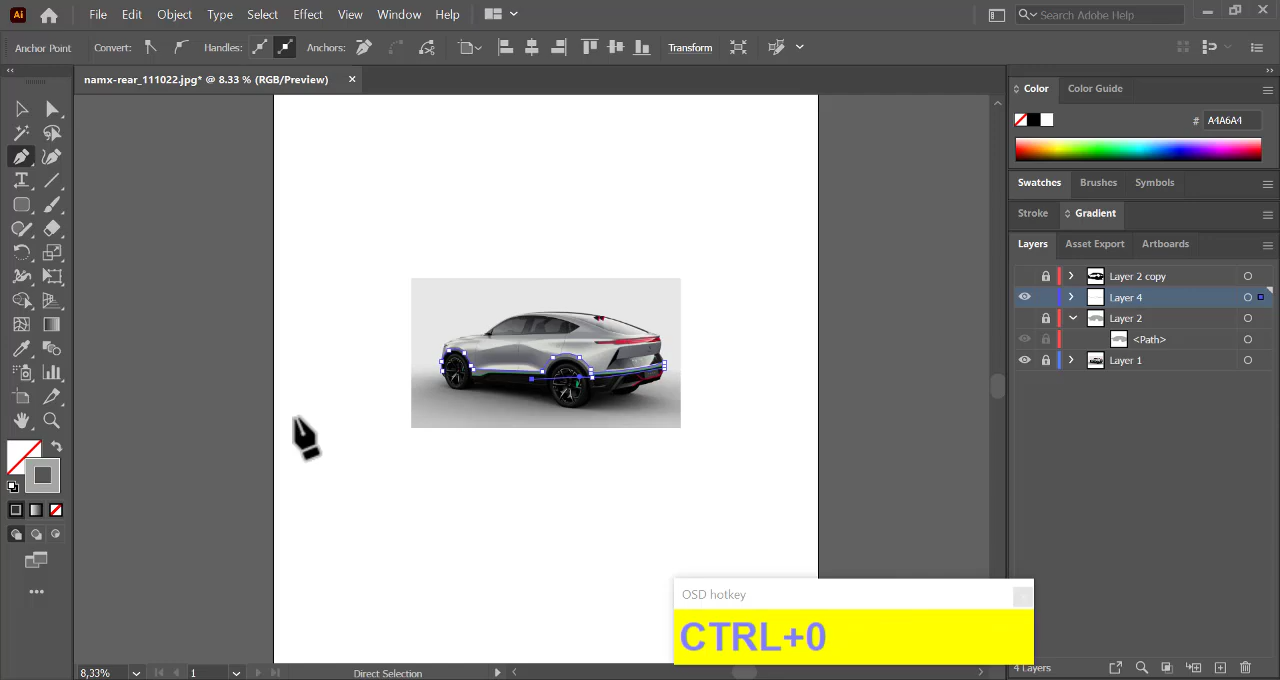 Ai File Edit Object Type Select Effect View Window Help Search Adobe Help
Anchor Point Convert: Handles: Anchors: Transform
namx-rear_111022.jpg* @ 8.33 % (RGB/Preview)
Color Color Guide
# A4A6A4
Swatches Brushes Symbols
Stroke Gradient
Layers Asset Export Artboards
Layer 2 copy
Layer 4
Layer 2
<Path>
Layer 1
OSD hotkey
CTRL+0
8,33% 1 Direct Selection
4 Layers